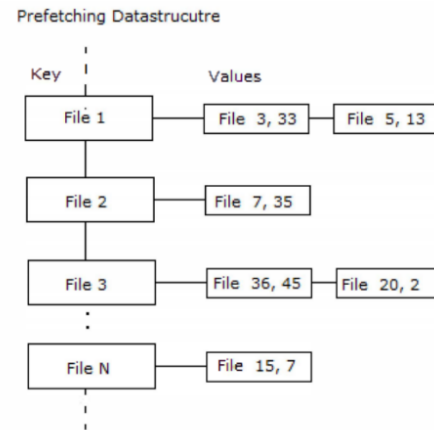 Prefetching Datastrucutre
Key Values
File 1 File 3, 33 File 5, 13
File 2 File 7, 35
File 3 File 36, 45 File 20, 2
File N File 15, 7